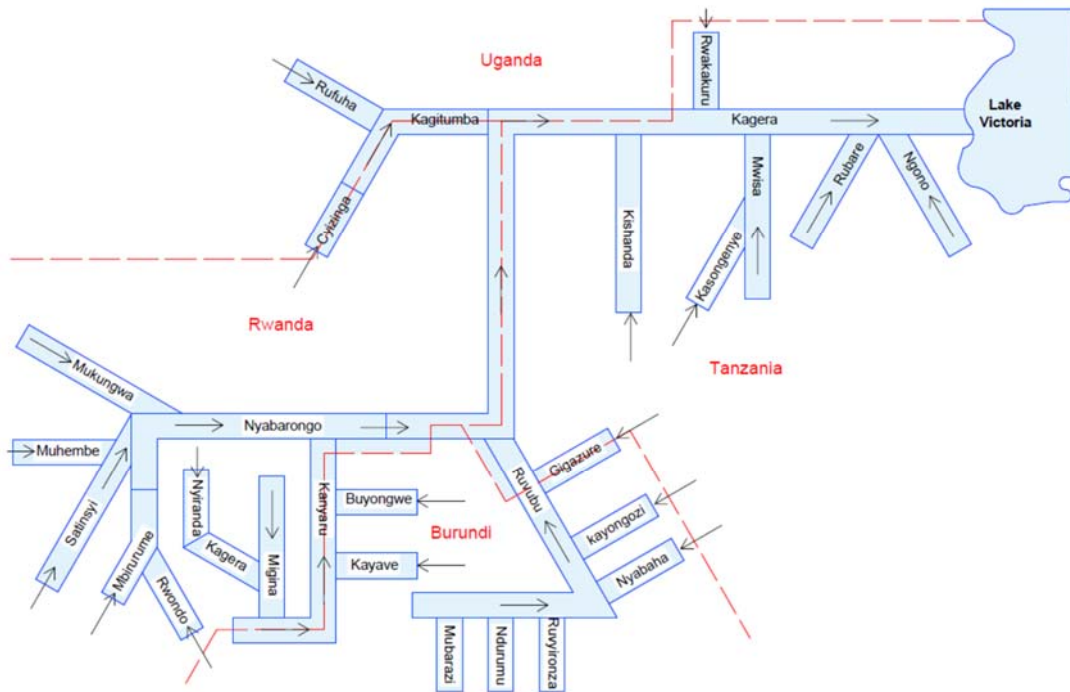 Uganda
Rwakakuru
Rufuha
Kagitumba
Kagera
Lake
Victoria
Cyizinga
Kishanda
Mwisa
Kasongenye
Rubare
Ngono
Rwanda
Tanzania
Mukungwa
Nyabarongo
Muhembe
Satinsyi
Mbirurume
Rwondo
Nyiranda
Kagera
Migina
Kanyaru
Buyongwe
Kayave
Burundi
Ruvubu
Gigazure
kayongozi
Nyabaha
Mubarazi
Ndurumu
Ruvyironza